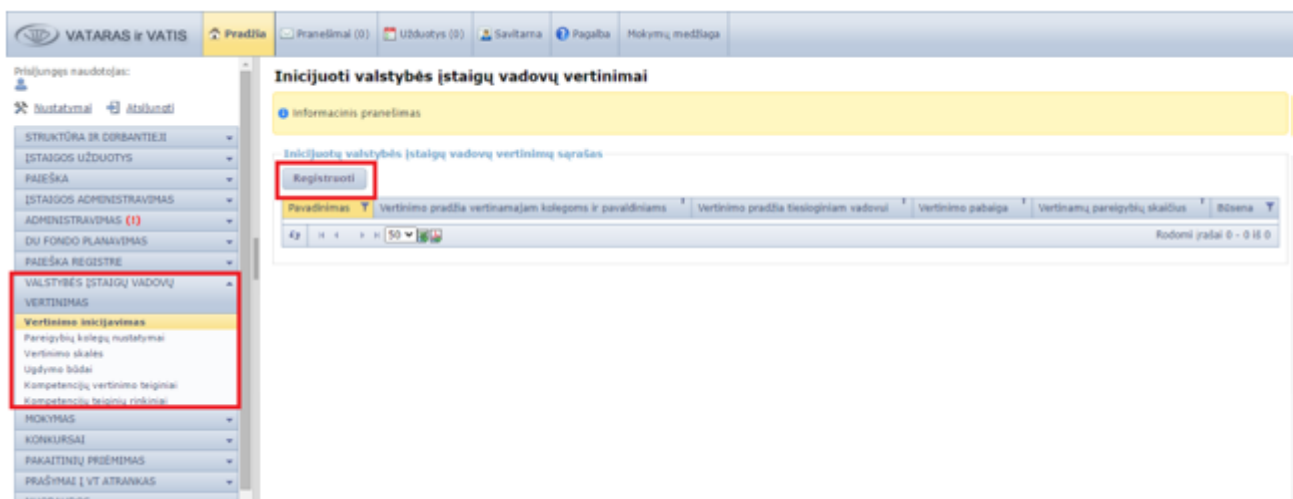 VATARAS ir VATIS
Pradžia
Pranešimai (0)
Užduotys (0)
Savitarna
Pagalba
Mokymų medžiaga
Prisijungęs naudotojas:
Nustatymai
Atsijungti
STRUKTŪRA IR DIRBANTIEJI
ĮSTAIGOS UŽDUOTYS
PAIEŠKA
ĮSTAIGOS ADMINISTRAVIMAS
ADMINISTRAVIMAS (!)
DU FONDO PLANAVIMAS
PAIEŠKA REGISTRE
VALSTYBĖS ĮSTAIGŲ VADOVŲ
VERTINIMAS
Vertinimo inicijavimas
Pareigybių kolegų nustatymai
Vertinimo skalės
Ugdymo būdai
Kompetencijų vertinimo teiginiai
Kompetencijų teiginių rinkiniai
MOKYMAS
KONKURSAI
PAKAITINIŲ PRIĖMIMAS
PRAŠYMAI Į VT ATRANKAS
Inicijuoti valstybės įstaigų vadovų vertinimai
Informacinis pranešimas
Inicijuotų valstybės įstaigų vadovų vertinimų sąrašas
Registruoti
Pavadinimas
Vertinimo pradžia vertinamajam kolegoms ir pavaldiniams
Vertinimo pradžia tiesioginiam vadovui
Vertinimo pabaiga
Vertinamų pareigybių skaičius
Būsena
50
Rodomi įrašai 0 - 0 iš 0